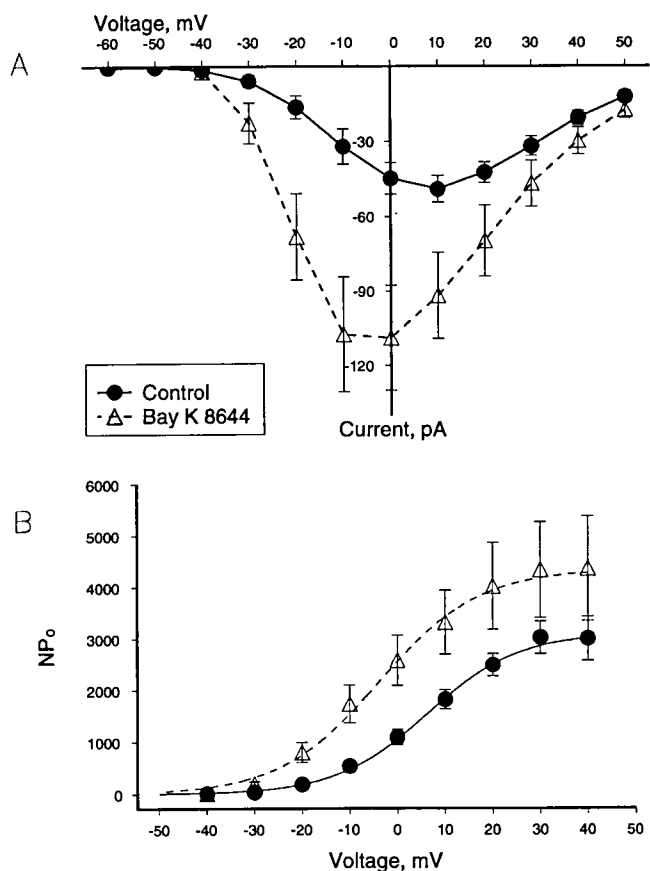 Voltage, mV
A
-60 -50 -40 -30 -20 -10 0 10 20 30 40 50
-30
-60
-90
-120
Control
Bay K 8644
Current, pA
B
6000
5000
4000
3000
2000
1000
0
NPo
-50 -40 -30 -20 -10 0 10 20 30 40 50
Voltage, mV